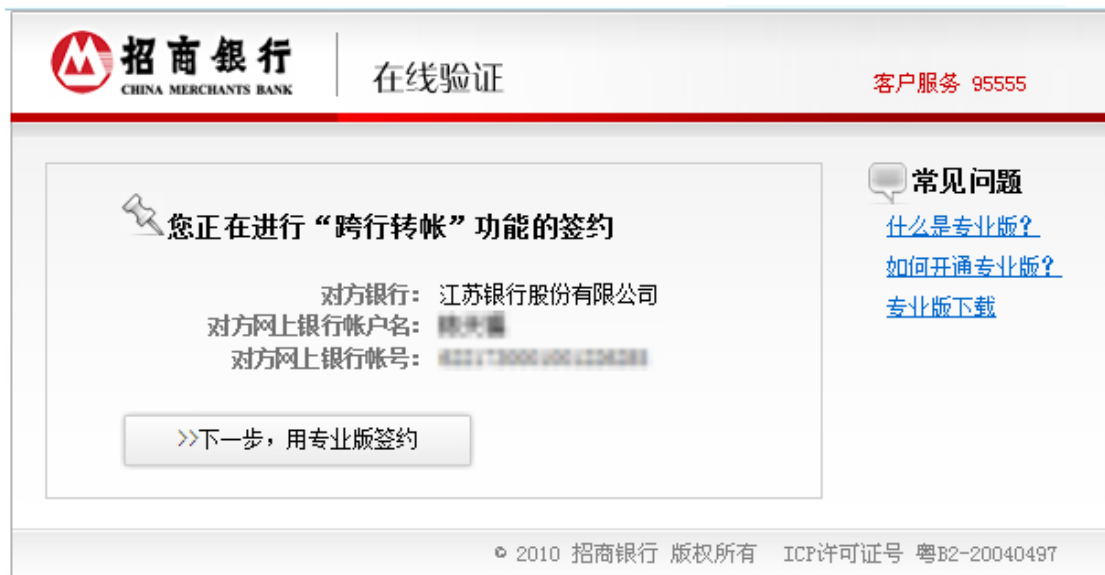 招商银行
CHINA MERCHANTS BANK
在线验证
客户服务 95555
您正在进行“跨行转帐”功能的签约
对方银行： 江苏银行股份有限公司
对方网上银行帐户名：
对方网上银行帐号：
>>下一步，用专业版签约
常见问题
什么是专业版？
如何开通专业版？
专业版下载
© 2010 招商银行 版权所有 ICP许可证号 粤B2-20040497